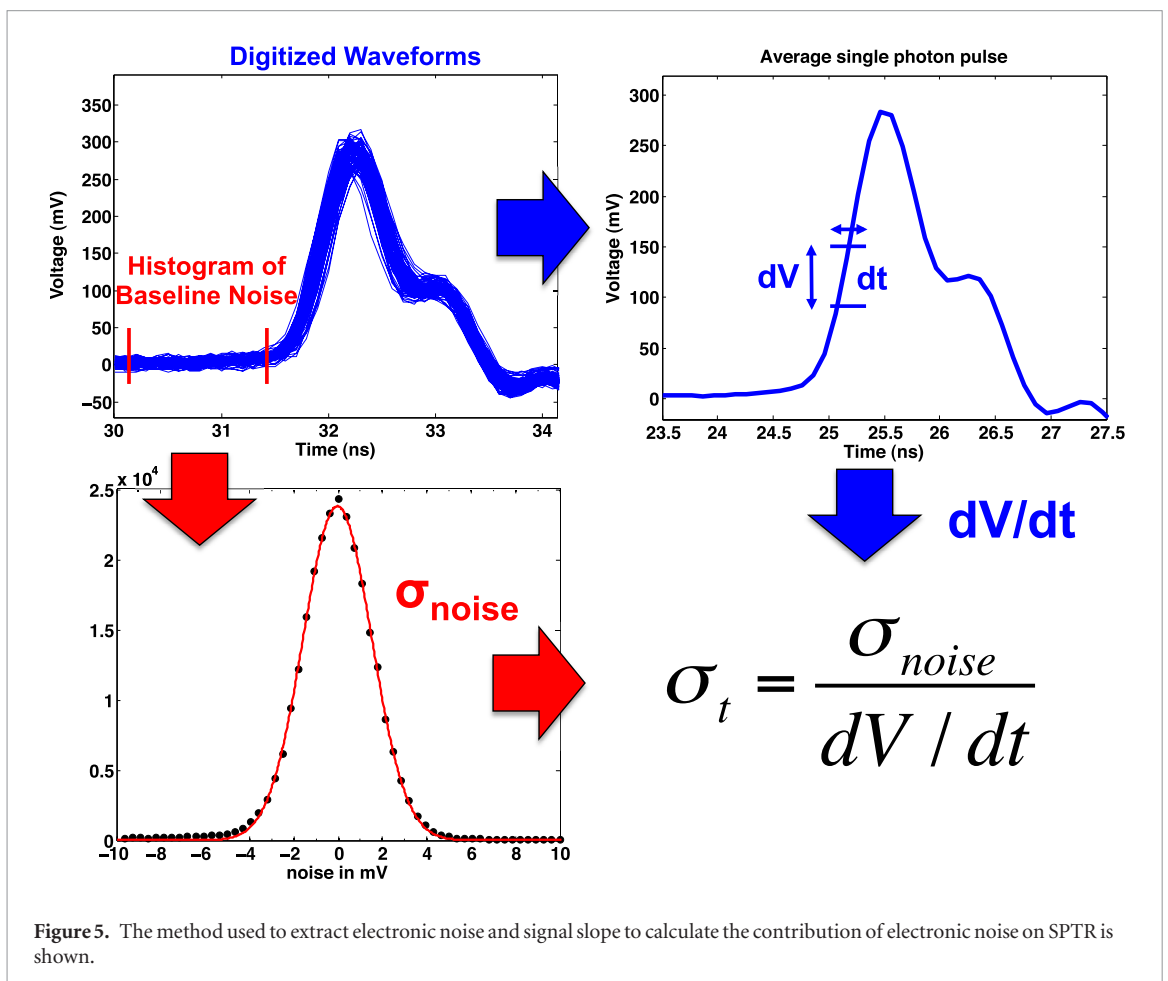 Digitized Waveforms
350
300
250
200
150
100
50
0
−50
Voltage (mV)
Histogram of
Baseline Noise
30
31
32
33
34
Time (ns)
Average single photon pulse
300
250
200
150
100
50
0
Voltage (mV)
dV
dt
23.5
24
24.5
25
25.5
26
26.5
27
27.5
Time (ns)
x 10^4
2.5
2
1.5
1
0.5
0
σnoise
-10
−8
−6
−4
−2
0
2
4
6
8
10
noise in mV
dV/dt
σt = σnoise / dV / dt
Figure 5. The method used to extract electronic noise and signal slope to calculate the contribution of electronic noise on SPTR is
shown.